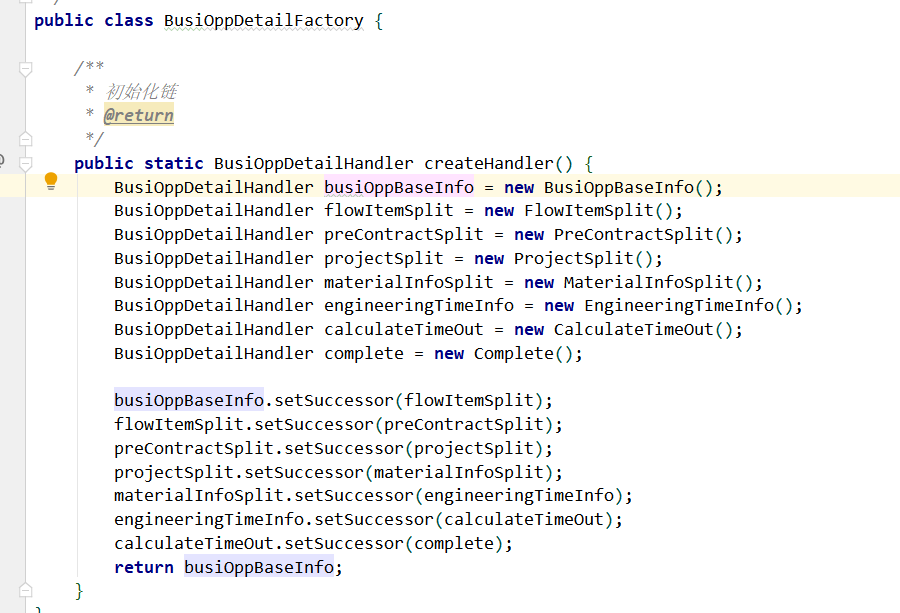 public class BusiOppDetailFactory {
/**
* 初始化链
* @return
*/
public static BusiOppDetailHandler createHandler() {
BusiOppDetailHandler busiOppBaseInfo = new BusiOppBaseInfo();
BusiOppDetailHandler flowItemSplit = new FlowItemSplit();
BusiOppDetailHandler preContractSplit = new PreContractSplit();
BusiOppDetailHandler projectSplit = new ProjectSplit();
BusiOppDetailHandler materialInfoSplit = new MaterialInfoSplit();
BusiOppDetailHandler engineeringTimeInfo = new EngineeringTimeInfo();
BusiOppDetailHandler calculateTimeOut = new CalculateTimeOut();
BusiOppDetailHandler complete = new Complete();
busiOppBaseInfo.setSuccessor(flowItemSplit);
flowItemSplit.setSuccessor(preContractSplit);
preContractSplit.setSuccessor(projectSplit);
projectSplit.setSuccessor(materialInfoSplit);
materialInfoSplit.setSuccessor(engineeringTimeInfo);
engineeringTimeInfo.setSuccessor(calculateTimeOut);
calculateTimeOut.setSuccessor(complete);
return busiOppBaseInfo;
}